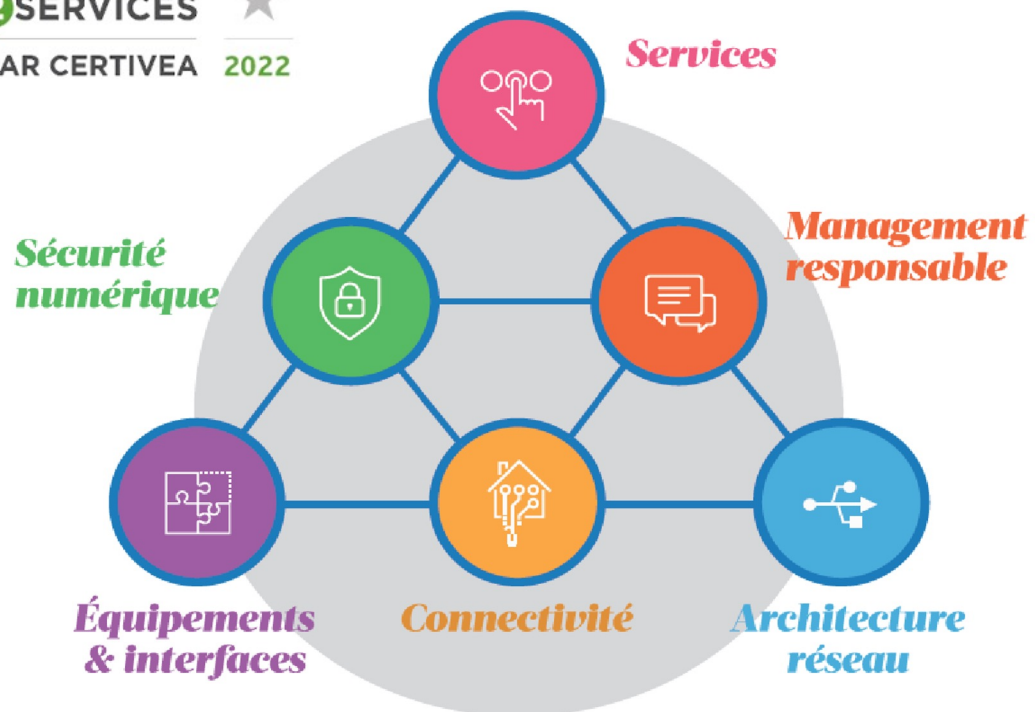 SERVICES
AR CERTIVEA 2022
Services
Sécurité
numérique
Management
responsable
Équipements
& interfaces
Connectivité
Architecture
réseau